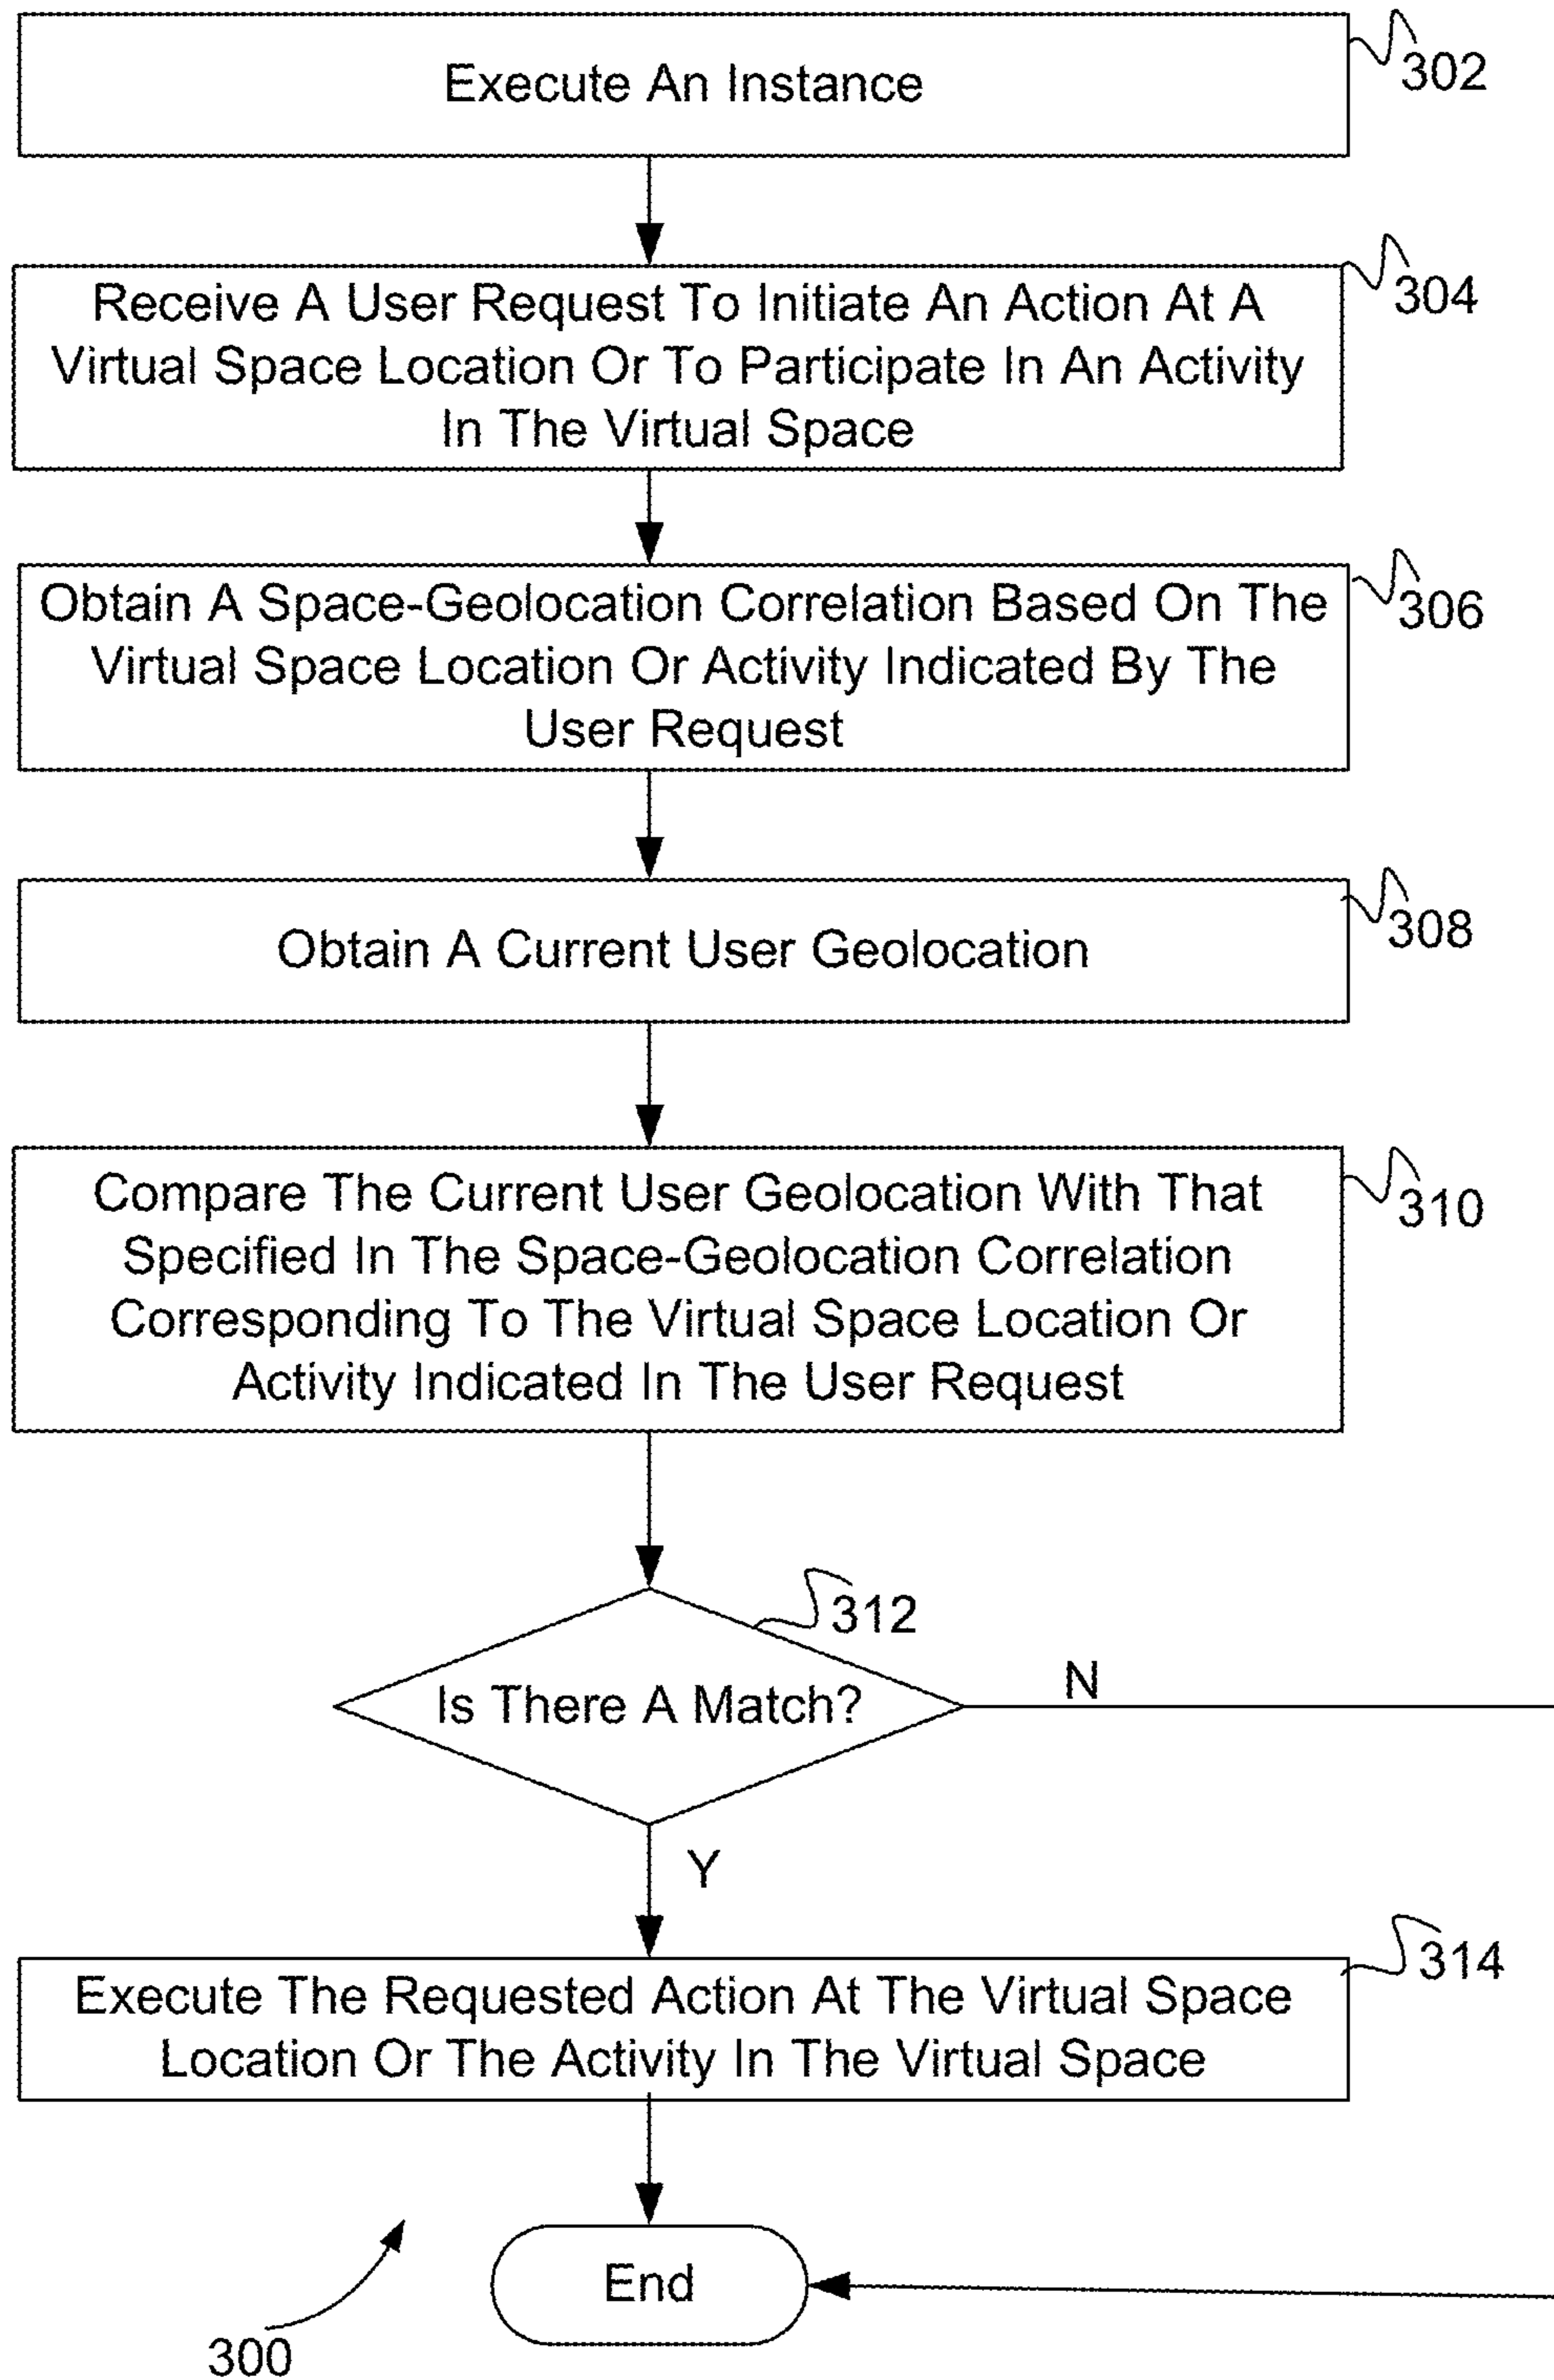 Execute An Instance
302
Receive A User Request To Initiate An Action At A
Virtual Space Location Or To Participate In An Activity
In The Virtual Space
304
Obtain A Space-Geolocation Correlation Based On The
Virtual Space Location Or Activity Indicated By The
User Request
306
Obtain A Current User Geolocation
308
Compare The Current User Geolocation With That
Specified In The Space-Geolocation Correlation
Corresponding To The Virtual Space Location Or
Activity Indicated In The User Request
310
312
Is There A Match?
N
Y
Execute The Requested Action At The Virtual Space
Location Or The Activity In The Virtual Space
314
End
300